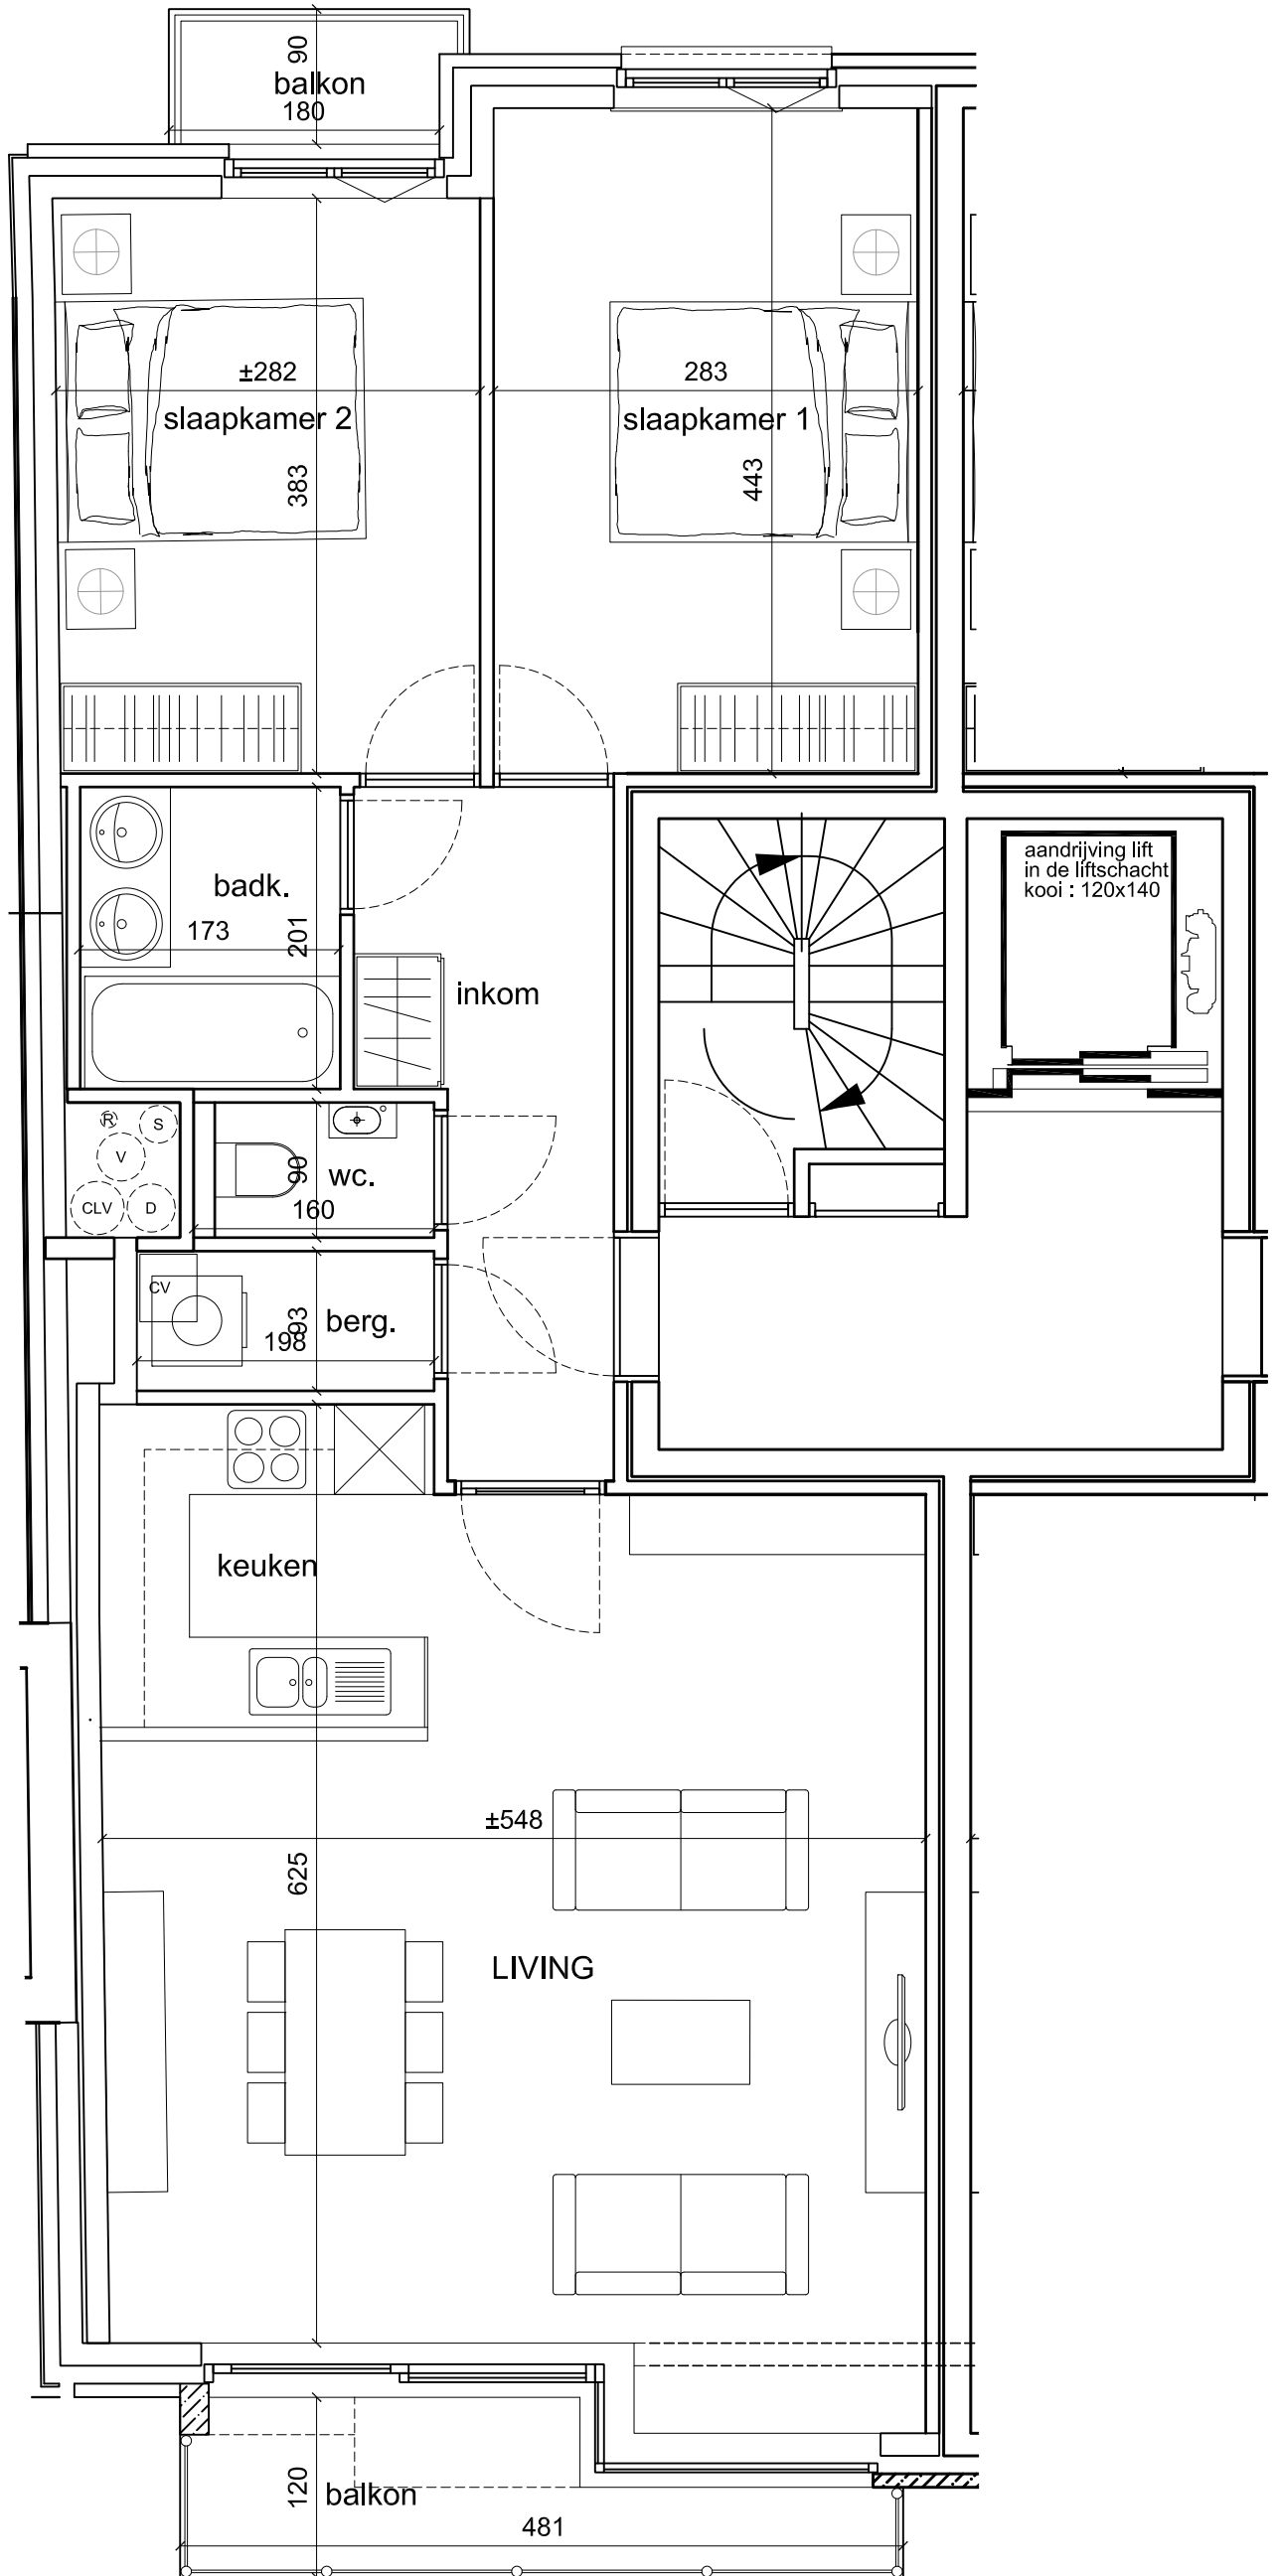 90
balkon
180
±282
283
slaapkamer 2
slaapkamer 1
383
443
aandrijving lift
in de liftschacht
kooi : 120x140
badk.
173
201
inkom
R
S
V
CLV
D
90
wc.
160
CV
93
berg.
198
keuken
±548
625
LIVING
120
balkon
481